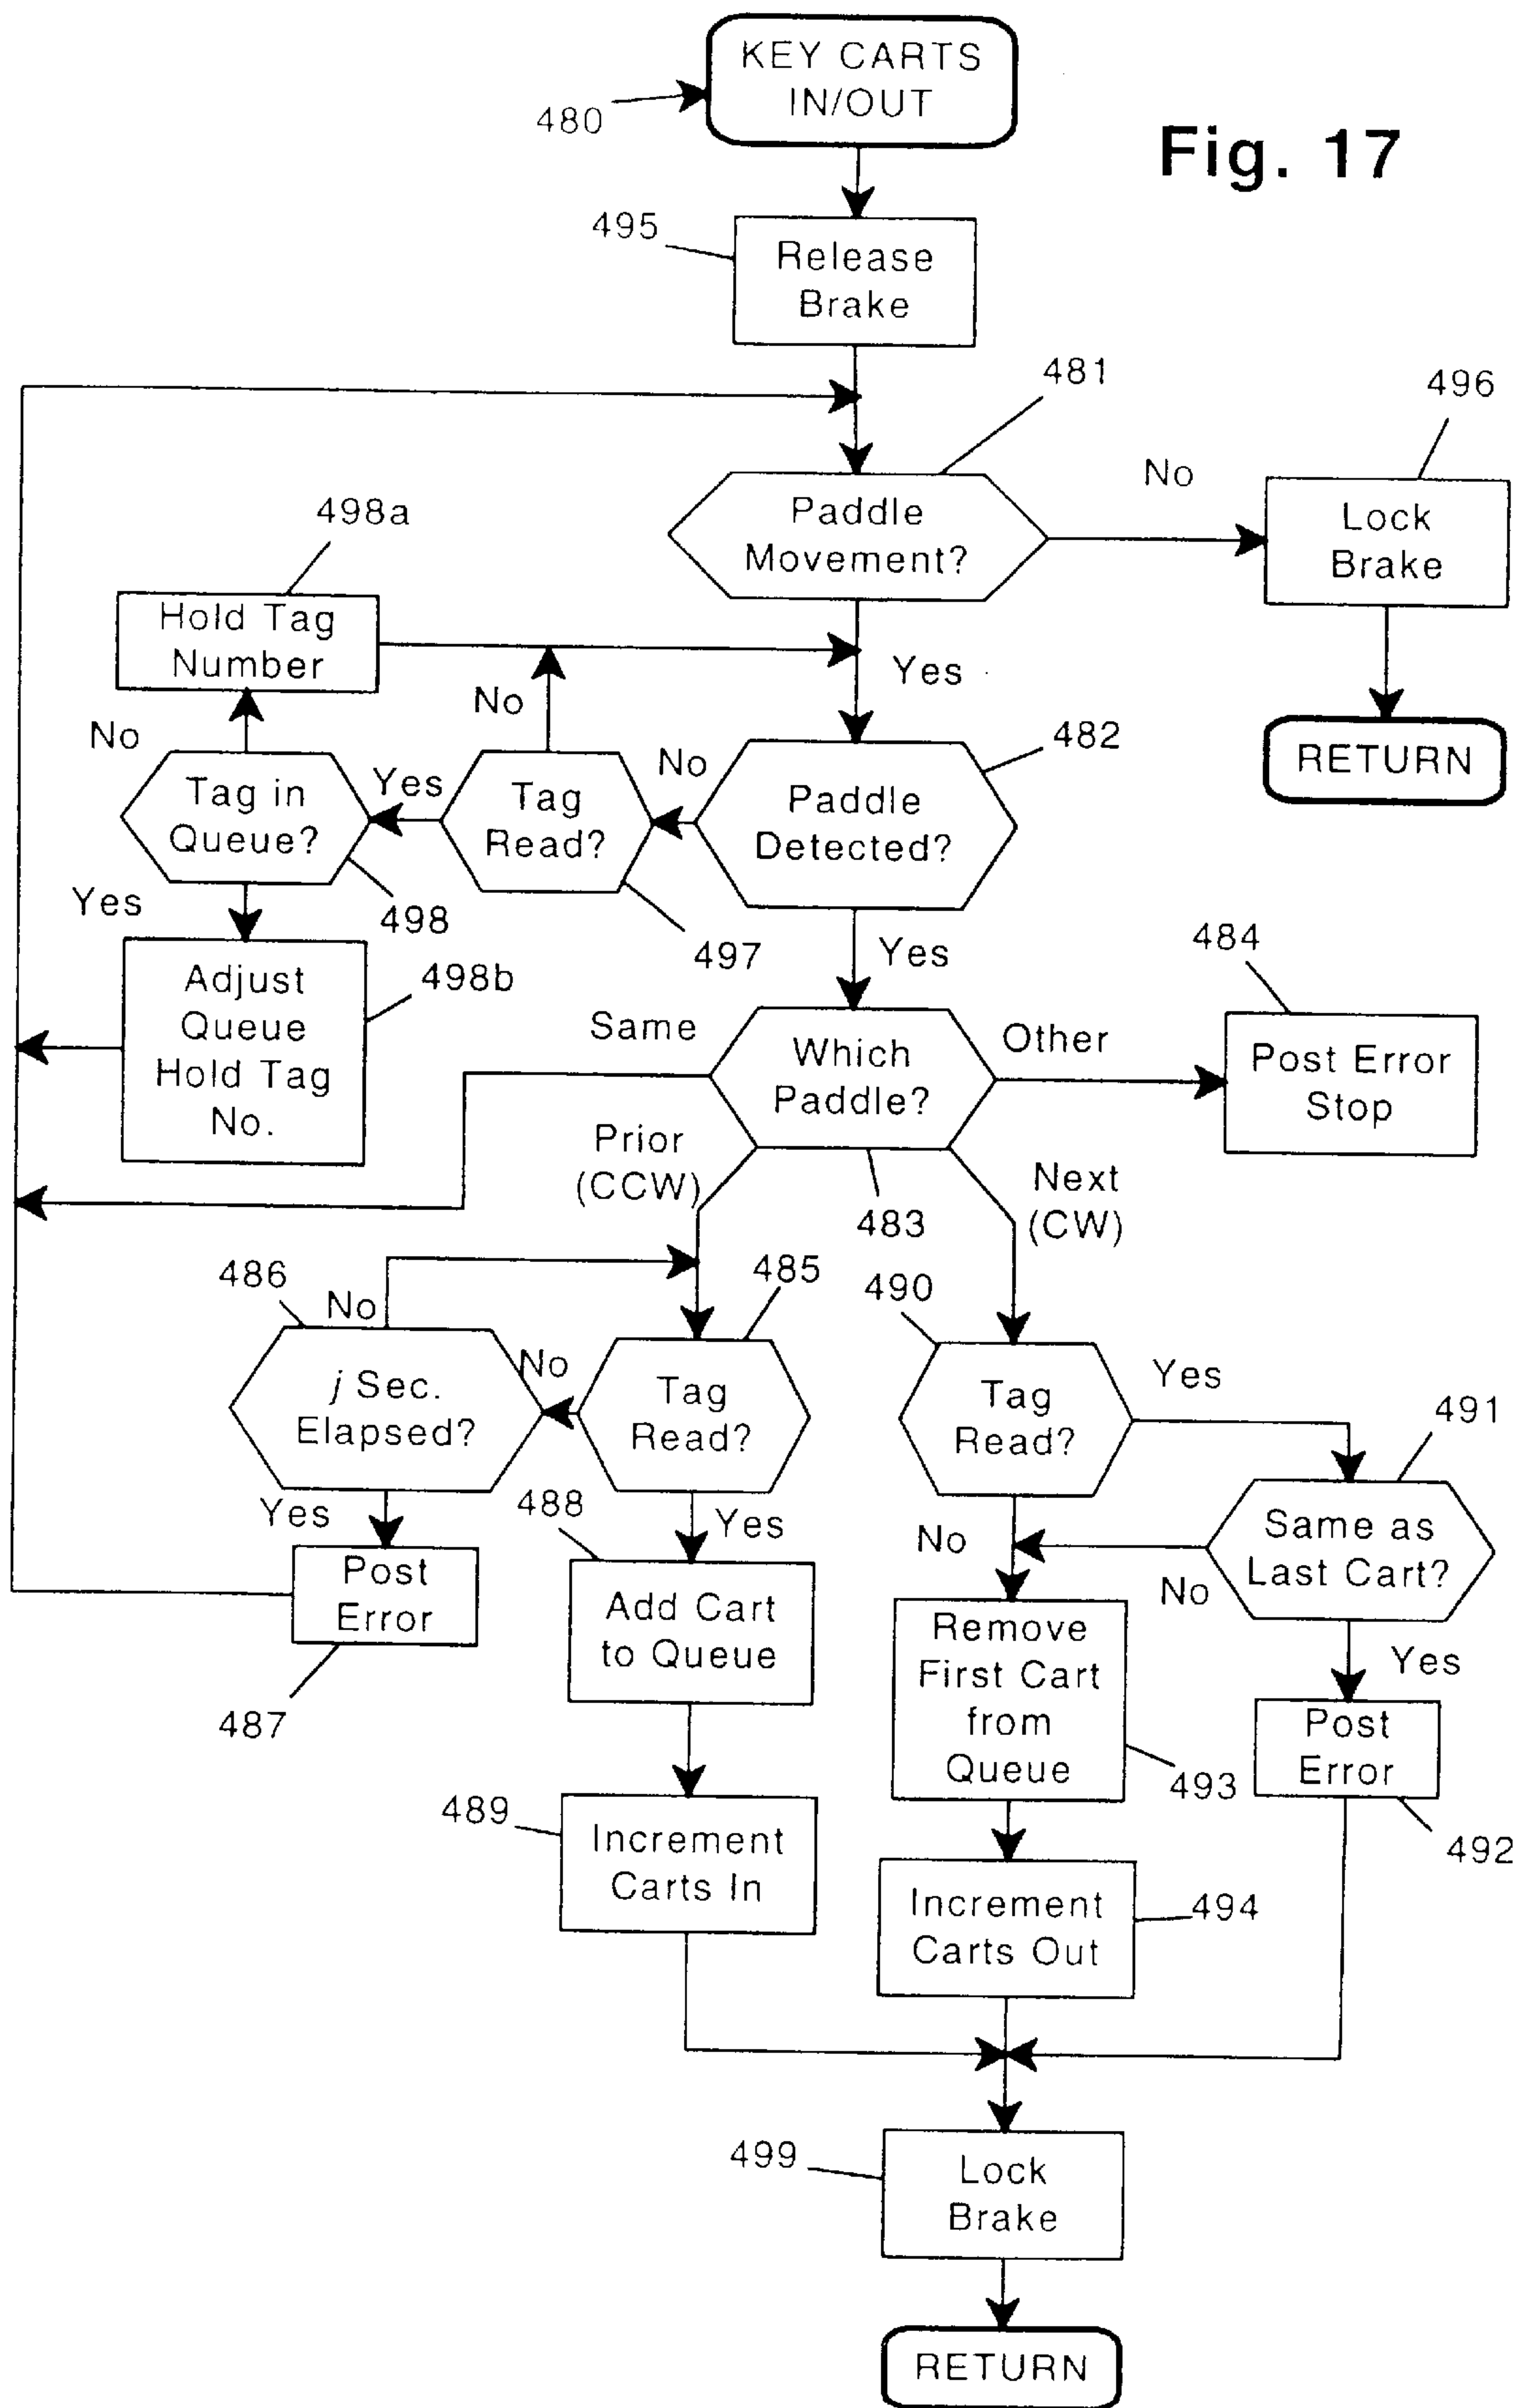 KEY CARTS
IN/OUT
480
Fig. 17
495
Release
Brake
481
496
Paddle
Movement?
No
Lock
Brake
498a
Hold Tag
Number
Yes
RETURN
No
No
482
Tag in
Queue?
Yes
Tag
Read?
No
Paddle
Detected?
Yes
498
497
Yes
484
Adjust
Queue
Hold Tag
No.
498b
Same
Which
Paddle?
Other
Post Error
Stop
Prior
(CCW)
483
Next
(CW)
486
No
485
490
j Sec.
Elapsed?
No
Tag
Read?
Tag
Read?
Yes
491
Yes
488
Yes
No
Same as
Last Cart?
No
Post
Error
487
Add Cart
to Queue
Remove
First Cart
from
Queue
493
Yes
Post
Error
492
489
Increment
Carts In
Increment
Carts Out
494
499
Lock
Brake
RETURN